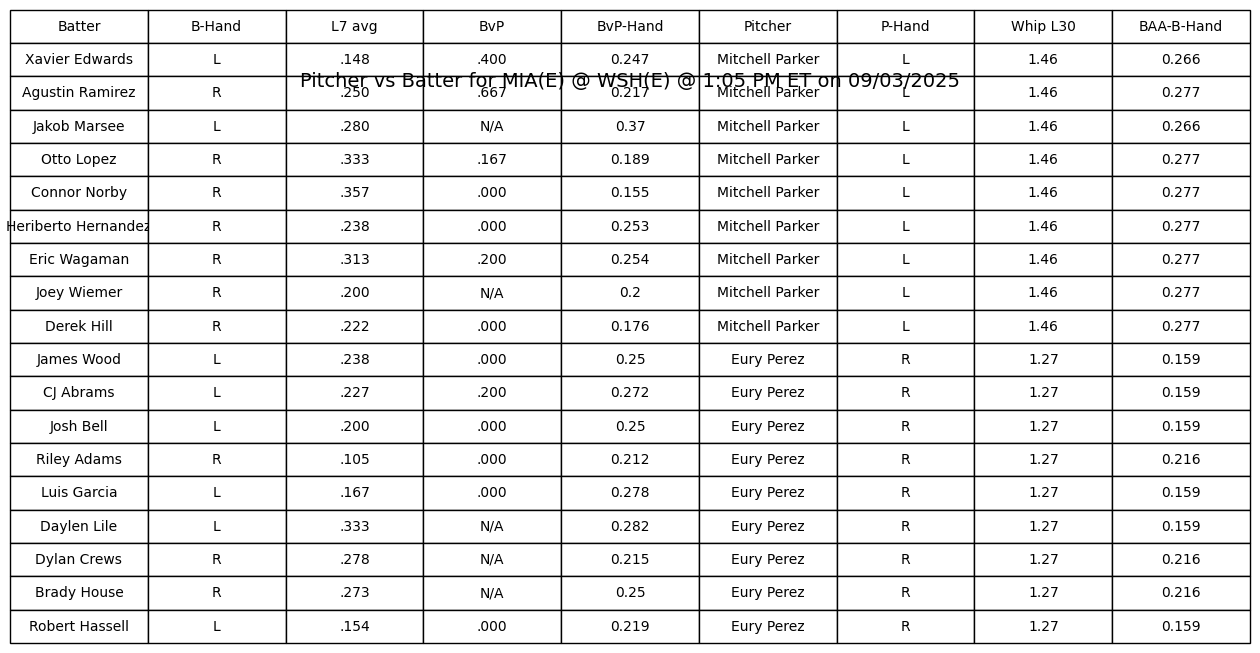 Batter B-Hand L7 avg BvP BvP-Hand Pitcher P-Hand Whip L30 BAA-B-Hand
Xavier Edwards L .148 .400 0.247 Mitchell Parker L 1.46 0.266
Pitcher vs Batter for MIA(E) @ WSH(E) @ 1:05 PM ET on 09/03/2025
Agustin Ramirez R .250 .667 0.217 Mitchell Parker L 1.46 0.277
Jakob Marsee L .280 N/A 0.37 Mitchell Parker L 1.46 0.266
Otto Lopez R .333 .167 0.189 Mitchell Parker L 1.46 0.277
Connor Norby R .357 .000 0.155 Mitchell Parker L 1.46 0.277
Heriberto Hernandez R .238 .000 0.253 Mitchell Parker L 1.46 0.277
Eric Wagaman R .313 .200 0.254 Mitchell Parker L 1.46 0.277
Joey Wiemer R .200 N/A 0.2 Mitchell Parker L 1.46 0.277
Derek Hill R .222 .000 0.176 Mitchell Parker L 1.46 0.277
James Wood L .238 .000 0.25 Eury Perez R 1.27 0.159
CJ Abrams L .227 .200 0.272 Eury Perez R 1.27 0.159
Josh Bell L .200 .000 0.25 Eury Perez R 1.27 0.159
Riley Adams R .105 .000 0.212 Eury Perez R 1.27 0.216
Luis Garcia L .167 .000 0.278 Eury Perez R 1.27 0.159
Daylen Lile L .333 N/A 0.282 Eury Perez R 1.27 0.159
Dylan Crews R .278 N/A 0.215 Eury Perez R 1.27 0.216
Brady House R .273 N/A 0.25 Eury Perez R 1.27 0.216
Robert Hassell L .154 .000 0.219 Eury Perez R 1.27 0.159